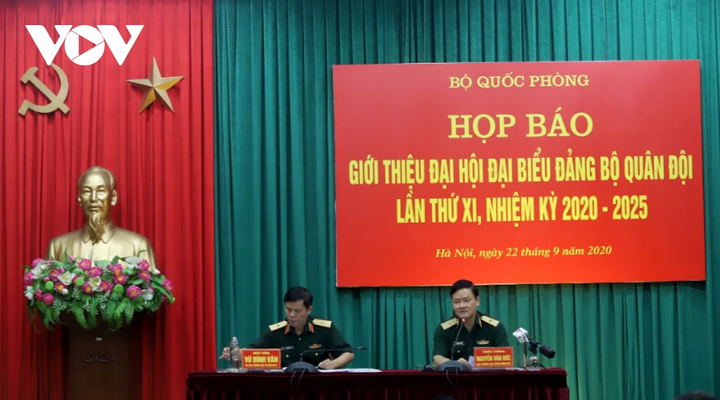 VOV
BỘ QUỐC PHÒNG
HỌP BÁO
GIỚI THIỆU ĐẠI HỘI ĐẠI BIỂU ĐẢNG BỘ QUÂN ĐỘI
LẦN THỨ XI, NHIỆM KỲ 2020 - 2025
Hà Nội, ngày 22 tháng 9 năm 2020
VŨ ĐÌNH VĂN
NGUYỄN VĂN ĐỨC